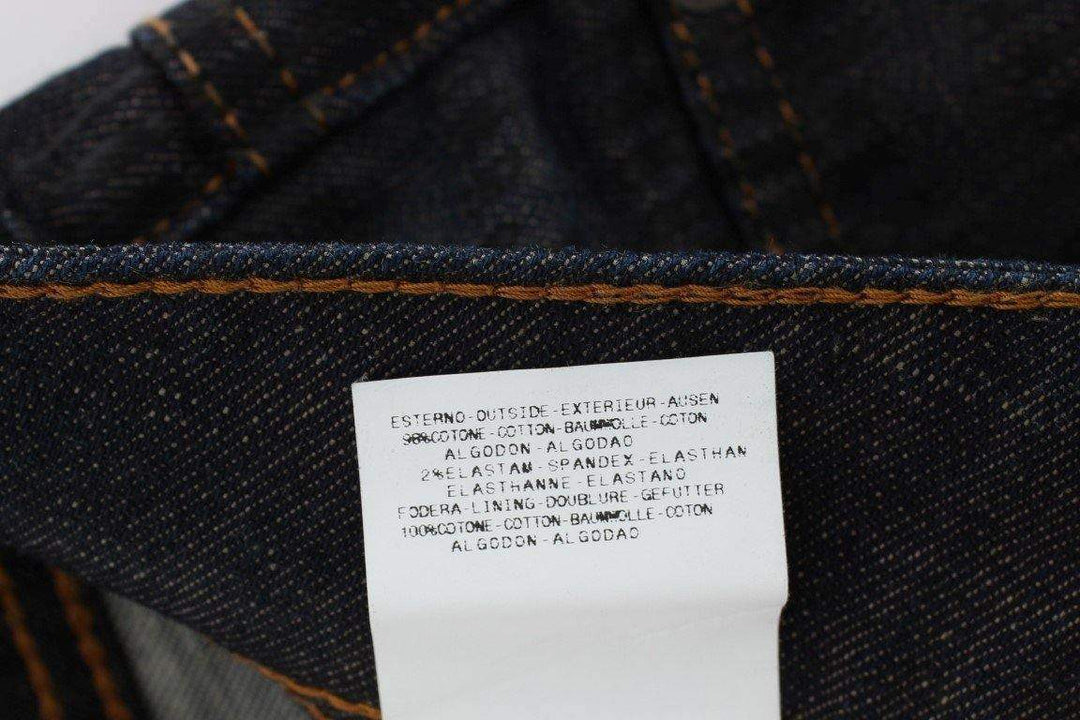 ESTERNO-OUTSIDE-EXTERIEUR-AUSEN
98%COTONE-COTTON-BAUMWOLLE-COTON
ALGODON-ALGODAO
2%ELASTAM-SPANDEX-ELASTHAN
ELASTHANNE-ELASTANO
FODERA-LINING-DOUBLURE-GEFUTTER
100%COTONE-COTTON-BAUMWOLLE-COTON
ALGODON-ALGODAO